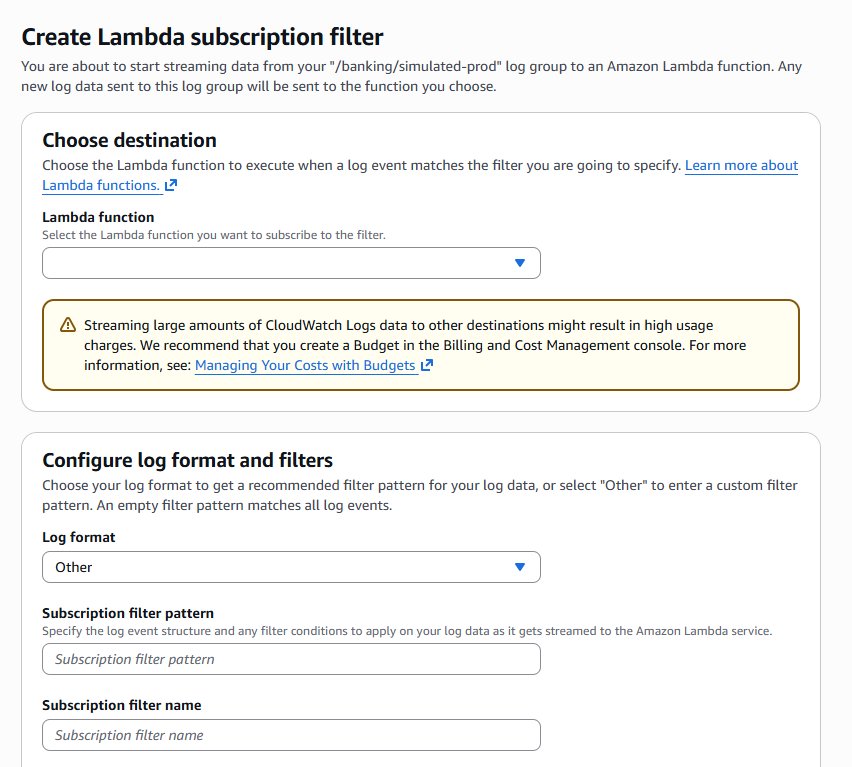 Create Lambda subscription filter
You are about to start streaming data from your "/banking/simulated-prod" log group to an Amazon Lambda function. Any
new log data sent to this log group will be sent to the function you choose.
Choose destination
Choose the Lambda function to execute when a log event matches the filter you are going to specify. Learn more about
Lambda functions.
Lambda function
Select the Lambda function you want to subscribe to the filter.
Streaming large amounts of CloudWatch Logs data to other destinations might result in high usage
charges. We recommend that you create a Budget in the Billing and Cost Management console. For more
information, see: Managing Your Costs with Budgets
Configure log format and filters
Choose your log format to get a recommended filter pattern for your log data, or select "Other" to enter a custom filter
pattern. An empty filter pattern matches all log events.
Log format
Other
Subscription filter pattern
Specify the log event structure and any filter conditions to apply on your log data as it gets streamed to the Amazon Lambda service.
Subscription filter pattern
Subscription filter name
Subscription filter name